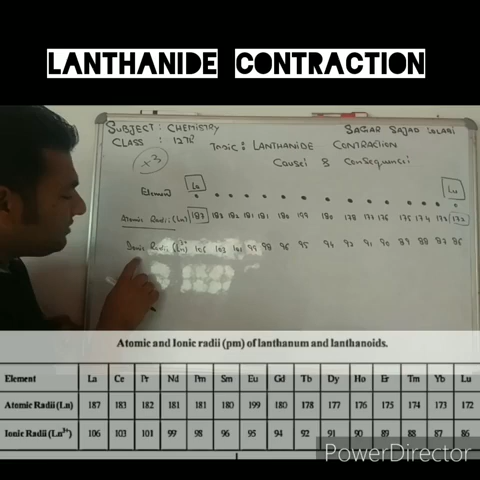 LANTHANIDE CONTRACTION
SUBJECT: CHEMISTRY
SAGAR SAJAD
CLASS: 12th
TOPIC: LANTHANIDE CONTRACTION
Causes & Consequences
Element La Lu
Atomic Radii (Ln) 187 183 182 181 181 180 199 180 178 177 176 175 174 173 172
Ionic Radii (Ln3+) 106 103 101 99 98 96 95 94 92 91 90 89 88 87 86
Atomic and Ionic radii (pm) of lanthanum and lanthanoids.
Element La Ce Pr Nd Pm Sm Eu Gd Tb Dy Ho Er Tm Yb Lu
Atomic Radii (Ln) 187 183 182 181 181 180 199 180 178 177 176 175 174 173 172
Ionic Radii (Ln3+) 106 103 101 99 98 96 95 94 92 91 90 89 88 87 86
PowerDirector